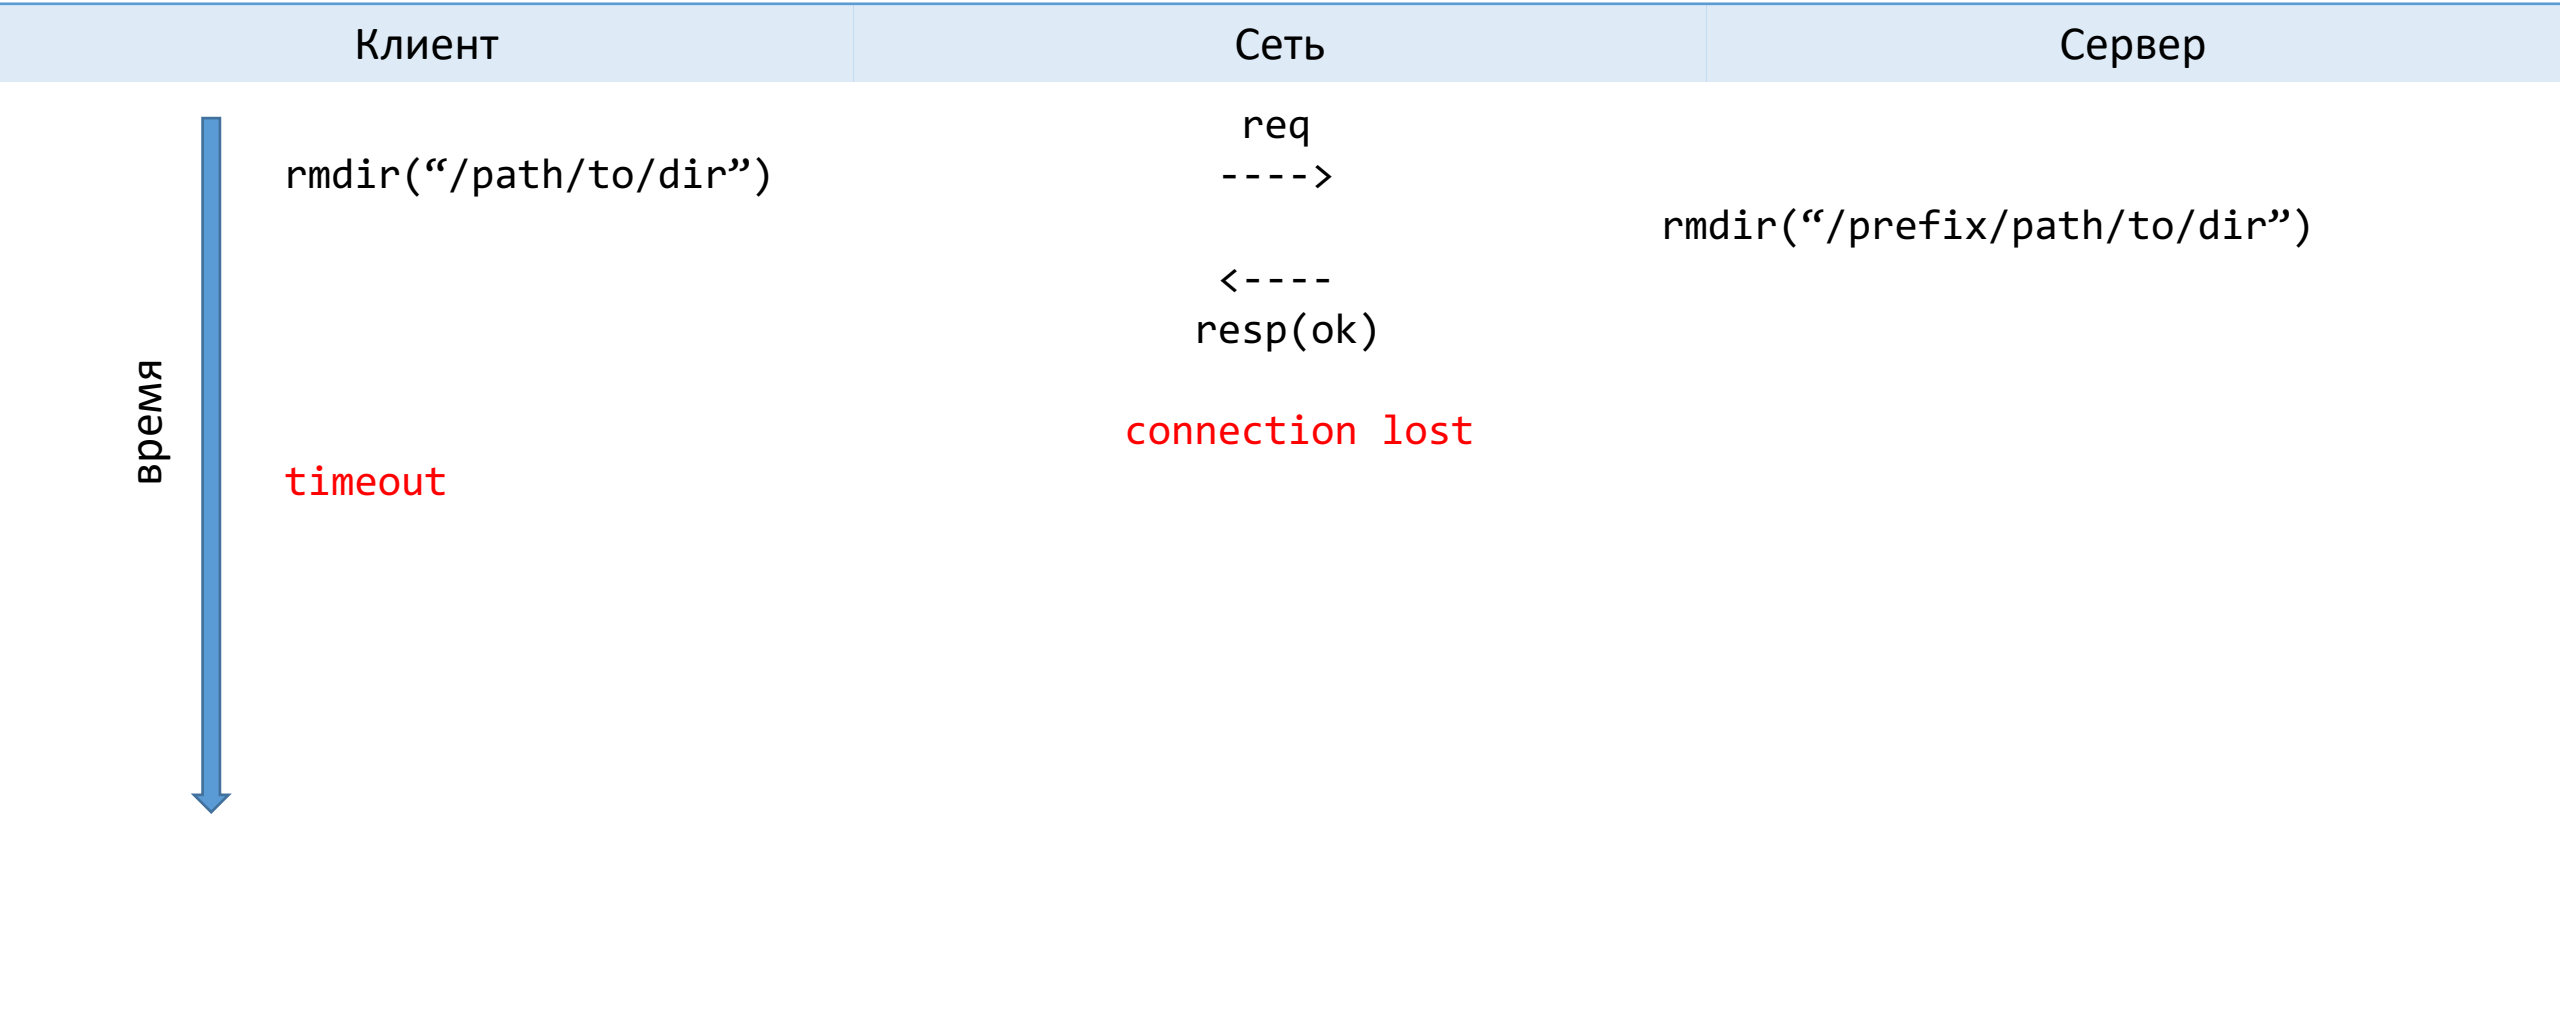 Клиент Сеть Сервер
req
rmdir(“/path/to/dir”) ---->
rmdir(“/prefix/path/to/dir”)
<----
resp(ok)
время
connection lost
timeout